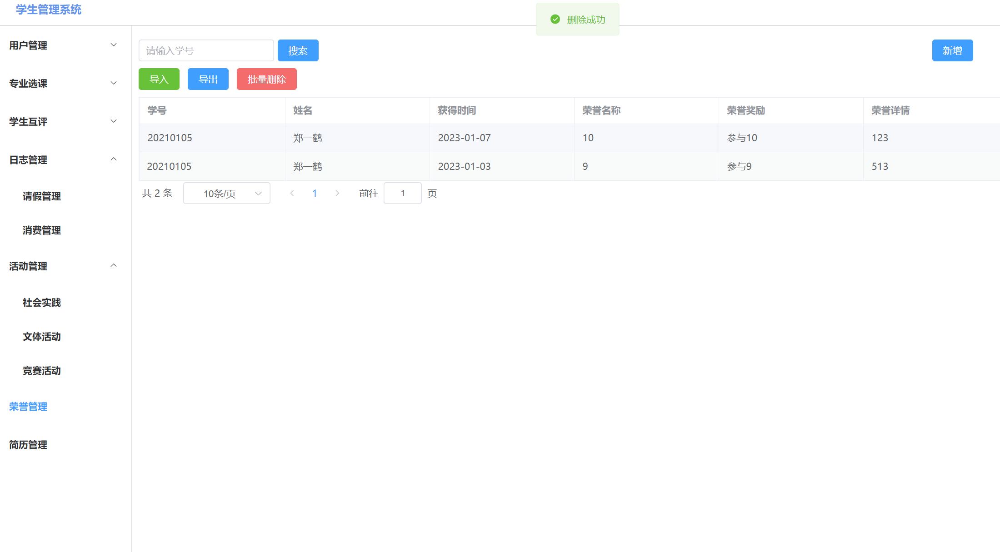 学生管理系统
删除成功
用户管理
专业选课
学生互评
日志管理
请假管理
消费管理
活动管理
社会实践
文体活动
竞赛活动
荣誉管理
简历管理
请输入学号 搜索 新增
导入 导出 批量删除
学号 姓名 获得时间 荣誉名称 荣誉奖励 荣誉详情
20210105 郑一鹤 2023-01-07 10 参与10 123
20210105 郑一鹤 2023-01-03 9 参与9 513
共 2 条 10条/页 1 前往 1 页